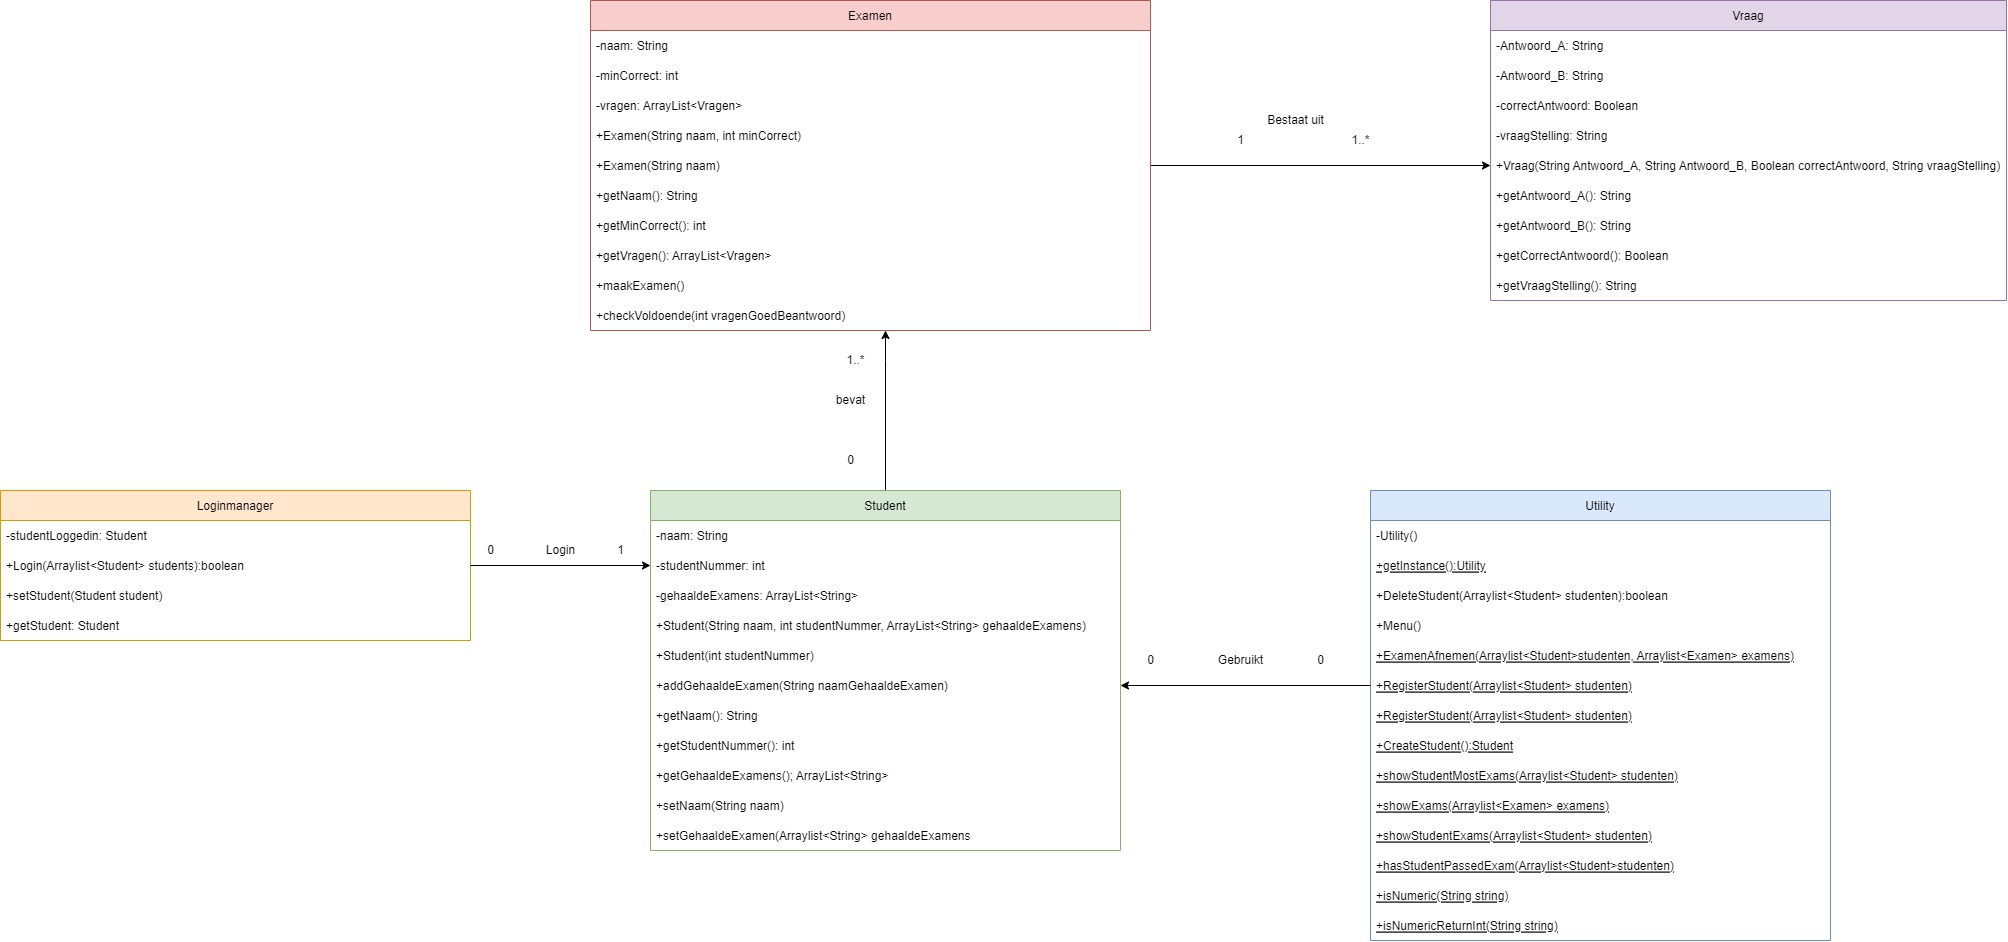 Examen
-naam: String
-minCorrect: int
-vragen: ArrayList<Vragen>
+Examen(String naam, int minCorrect)
+Examen(String naam)
+getNaam(): String
+getMinCorrect(): int
+getVragen(): ArrayList<Vragen>
+maakExamen()
+checkVoldoende(int vragenGoedBeantwoord)
Bestaat uit
1
1..*
Vraag
-Antwoord_A: String
-Antwoord_B: String
-correctAntwoord: Boolean
-vraagStelling: String
+Vraag(String Antwoord_A, String Antwoord_B, Boolean correctAntwoord, String vraagStelling)
+getAntwoord_A(): String
+getAntwoord_B(): String
+getCorrectAntwoord(): Boolean
+getVraagStelling(): String
1..*
bevat
0
Loginmanager
-studentLoggedin: Student
+Login(Arraylist<Student> students):boolean
+setStudent(Student student)
+getStudent: Student
0
Login
1
Student
-naam: String
-studentNummer: int
-gehaaldeExamens: ArrayList<String>
+Student(String naam, int studentNummer, ArrayList<String> gehaaldeExamens)
+Student(int studentNummer)
+addGehaaldeExamen(String naamGehaaldeExamen)
+getNaam(): String
+getStudentNummer(): int
+getGehaaldeExamens(); ArrayList<String>
+setNaam(String naam)
+setGehaaldeExamen(Arraylist<String> gehaaldeExamens
0
Gebruikt
0
Utility
-Utility()
+getInstance():Utility
+DeleteStudent(Arraylist<Student> studenten):boolean
+Menu()
+ExamenAfnemen(Arraylist<Student>studenten, Arraylist<Examen> examens)
+RegisterStudent(Arraylist<Student> studenten)
+RegisterStudent(Arraylist<Student> studenten)
+CreateStudent():Student
+showStudentMostExams(Arraylist<Student> studenten)
+showExams(Arraylist<Examen> examens)
+showStudentExams(Arraylist<Student> studenten)
+hasStudentPassedExam(Arraylist<Student>studenten)
+isNumeric(String string)
+isNumericReturnInt(String string)